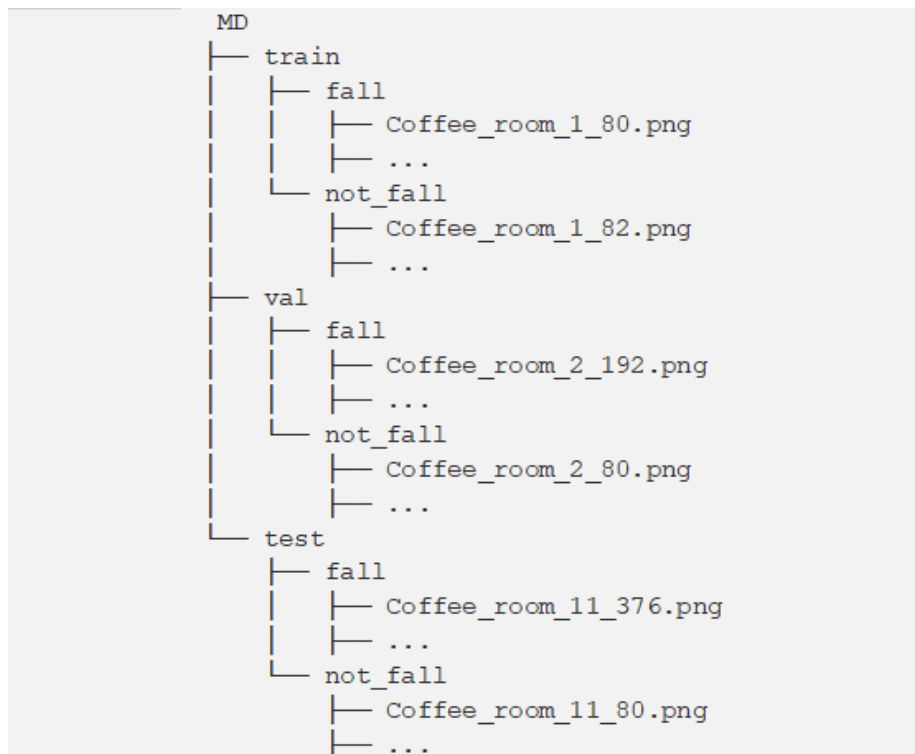 MD
├── train
│   ├── fall
│   │   ├── Coffee_room_1_80.png
│   │   ├── ...
│   └── not_fall
│       ├── Coffee_room_1_82.png
│       ├── ...
├── val
│   ├── fall
│   │   ├── Coffee_room_2_192.png
│   │   ├── ...
│   └── not_fall
│       ├── Coffee_room_2_80.png
│       ├── ...
└── test
    ├── fall
    │   ├── Coffee_room_11_376.png
    │   ├── ...
    └── not_fall
        ├── Coffee_room_11_80.png
        ├── ...